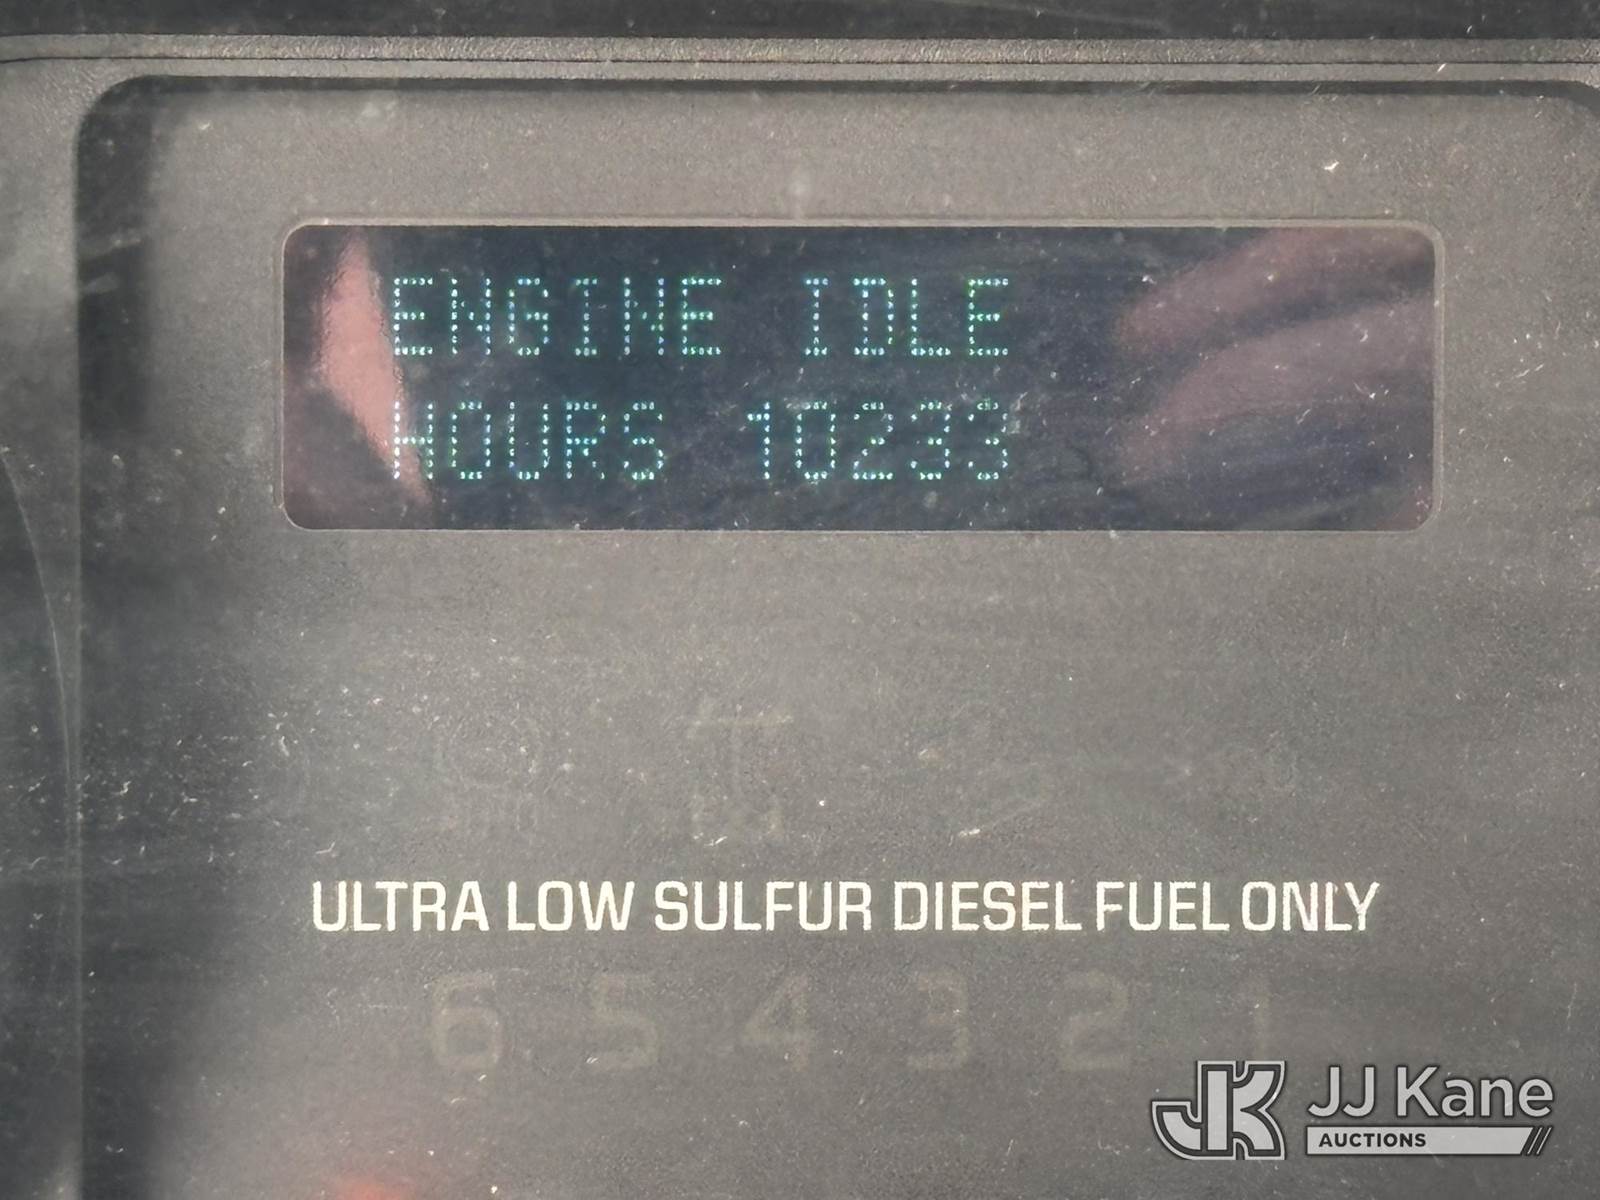 ENGINE IDLE
HOURS 10233
ULTRA LOW SULFUR DIESEL FUEL ONLY
6 5 4 3 2 1
JK JJ Kane
AUCTIONS